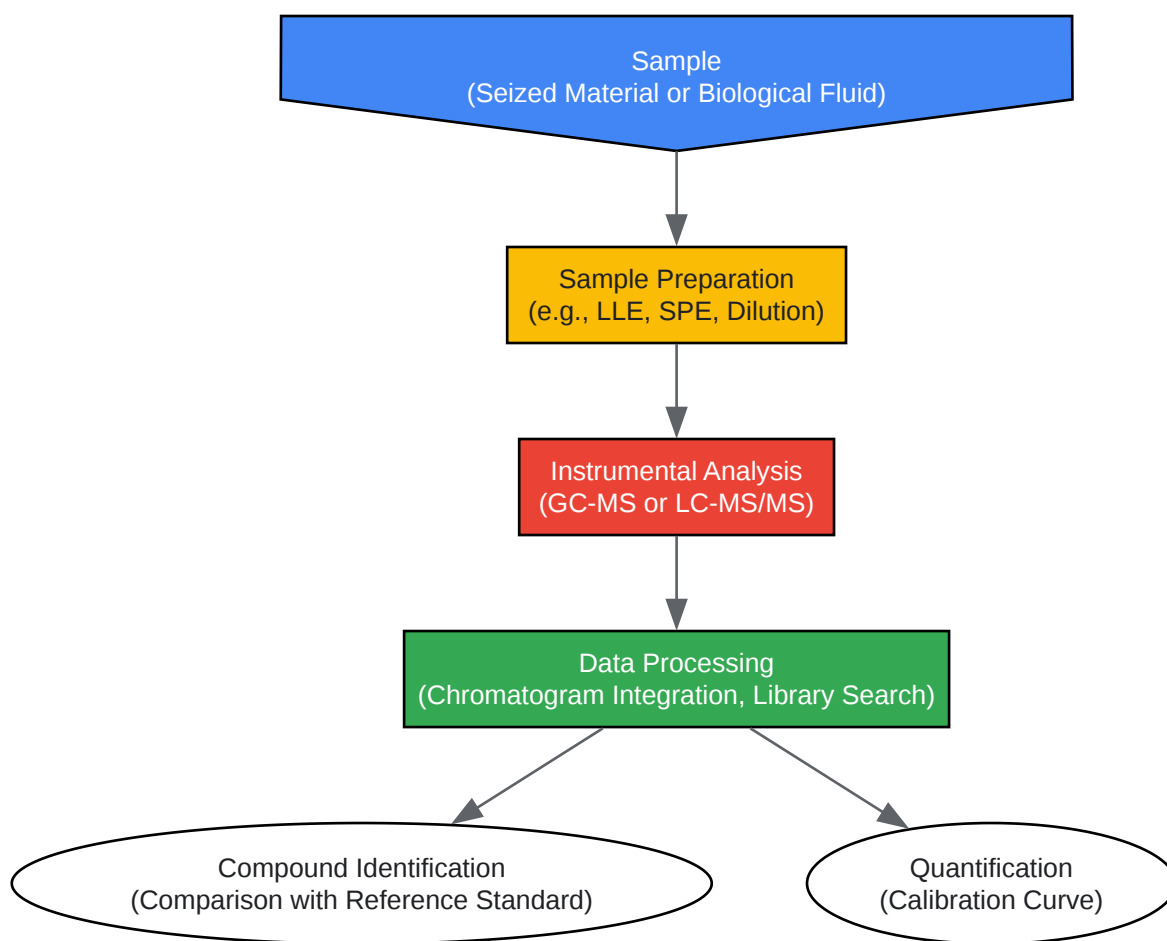 Sample
(Seized Material or Biological Fluid)
Sample Preparation
(e.g., LLE, SPE, Dilution)
Instrumental Analysis
(GC-MS or LC-MS/MS)
Data Processing
(Chromatogram Integration, Library Search)
Compound Identification
(Comparison with Reference Standard)
Quantification
(Calibration Curve)